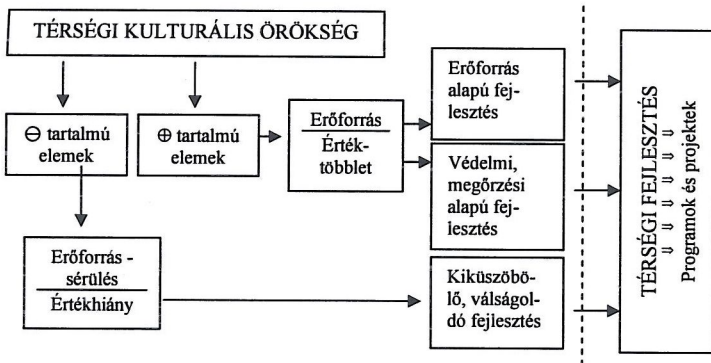 TÉRSÉGI KULTURÁLIS ÖRÖKSÉG
⊖ tartalmú
elemek
⊕ tartalmú
elemek
Erőforrás
Érték-
többlet
Erőforrás
alapú fej-
lesztés
Védelmi,
megőrzési
alapú fej-
lesztés
Erőforrás -
sérülés
Értékhiány
Kiküszöbö-
lő, válságol-
dó fejlesztés
TÉRSÉGI FEJLESZTÉS
⇒ ⇒ ⇒ ⇒ ⇒ ⇒
Programok és projektek